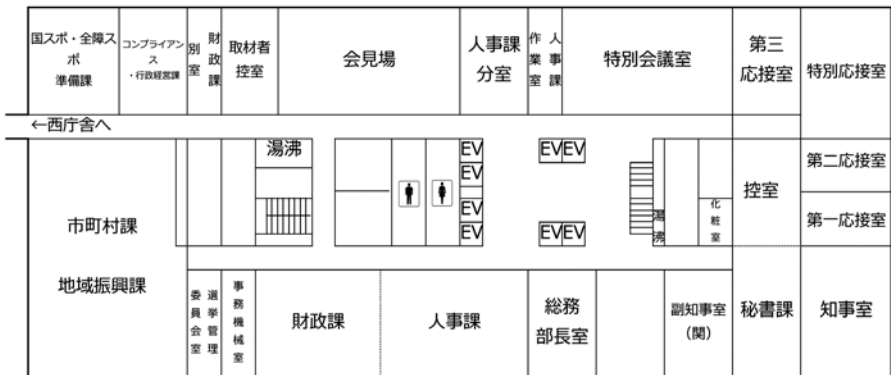 国スポ・全障ス
ポ
準備課
コンプライアン
ス
・行政経営課
別室
財政課
取材者
控室
会見場
人事課
分室
作業室
人事課
特別会議室
第三
応接室
特別応接室
←西庁舎へ
湯沸
EV
EV
EV
EV
EV
EV
EV
EV
湯沸
化粧室
控室
第二応接室
第一応接室
市町村課
地域振興課
選挙管理
委員会室
事務機械室
財政課
人事課
総務
部長室
副知事室
(関)
秘書課
知事室